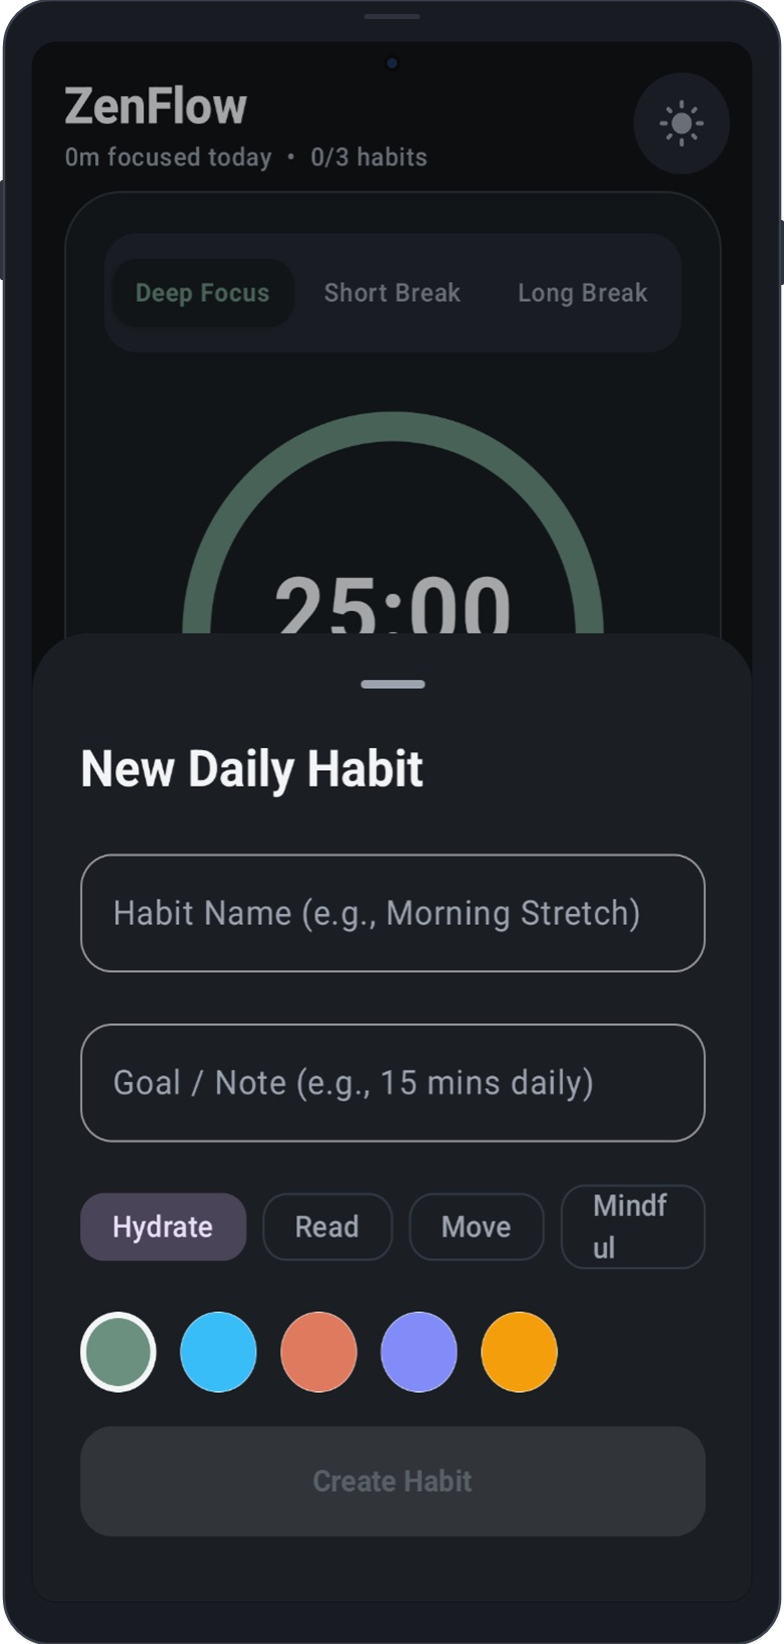 ZenFlow
0m focused today • 0/3 habits
Deep Focus Short Break Long Break
25:00
New Daily Habit
Habit Name (e.g., Morning Stretch)
Goal / Note (e.g., 15 mins daily)
Hydrate Read Move Mindf
ul
Create Habit